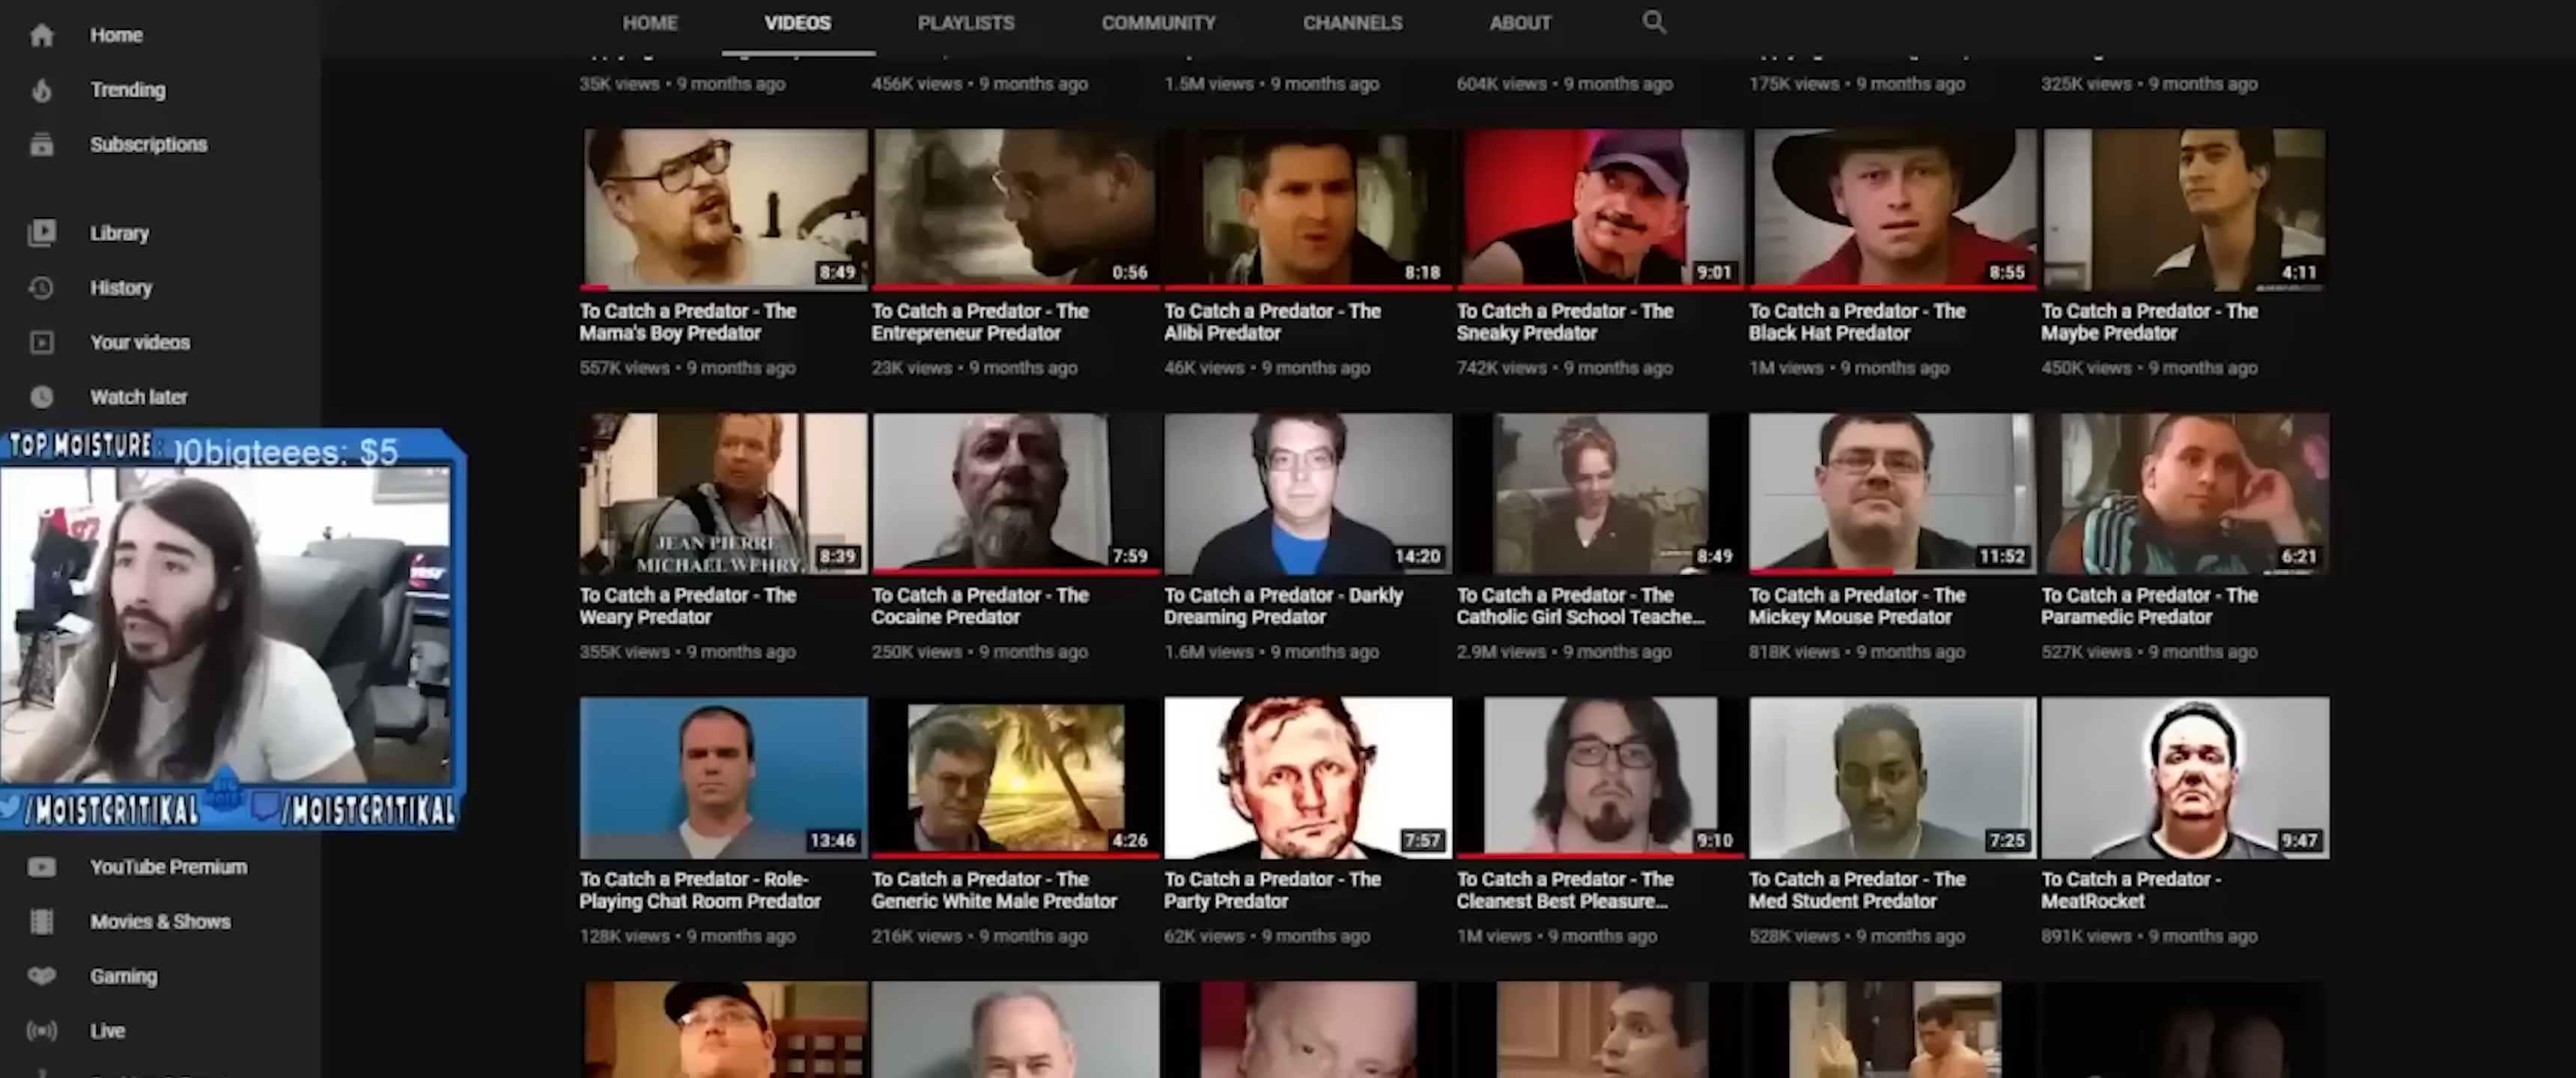 HOME VIDEOS PLAYLISTS COMMUNITY CHANNELS ABOUT
Home
Trending
Subscriptions
Library
History
Your videos
Watch later
TOP MOISTURE: 0bigteees: $5
/MOISTCR1TIKAL /MOISTCR1TIKAL
YouTube Premium
Movies & Shows
Gaming
Live
35K views • 9 months ago
456K views • 9 months ago
1.5M views • 9 months ago
604K views • 9 months ago
175K views • 9 months ago
325K views • 9 months ago
8:49
To Catch a Predator - The
Mama's Boy Predator
557K views • 9 months ago
0:56
To Catch a Predator - The
Entrepreneur Predator
23K views • 9 months ago
8:18
To Catch a Predator - The
Alibi Predator
46K views • 9 months ago
9:01
To Catch a Predator - The
Sneaky Predator
742K views • 9 months ago
8:55
To Catch a Predator - The
Black Hat Predator
1M views • 9 months ago
4:11
To Catch a Predator - The
Maybe Predator
450K views • 9 months ago
JEAN PIERRE
MICHAEL WEHRY
8:39
To Catch a Predator - The
Weary Predator
355K views • 9 months ago
7:59
To Catch a Predator - The
Cocaine Predator
250K views • 9 months ago
14:20
To Catch a Predator - Darkly
Dreaming Predator
1.6M views • 9 months ago
8:49
To Catch a Predator - The
Catholic Girl School Teache...
2.9M views • 9 months ago
11:52
To Catch a Predator - The
Mickey Mouse Predator
818K views • 9 months ago
6:21
To Catch a Predator - The
Paramedic Predator
527K views • 9 months ago
13:46
To Catch a Predator - Role-
Playing Chat Room Predator
128K views • 9 months ago
4:26
To Catch a Predator - The
Generic White Male Predator
216K views • 9 months ago
7:57
To Catch a Predator - The
Party Predator
62K views • 9 months ago
9:10
To Catch a Predator - The
Cleanest Best Pleasure...
1M views • 9 months ago
7:25
To Catch a Predator - The
Med Student Predator
528K views • 9 months ago
9:47
To Catch a Predator -
MeatRocket
891K views • 9 months ago